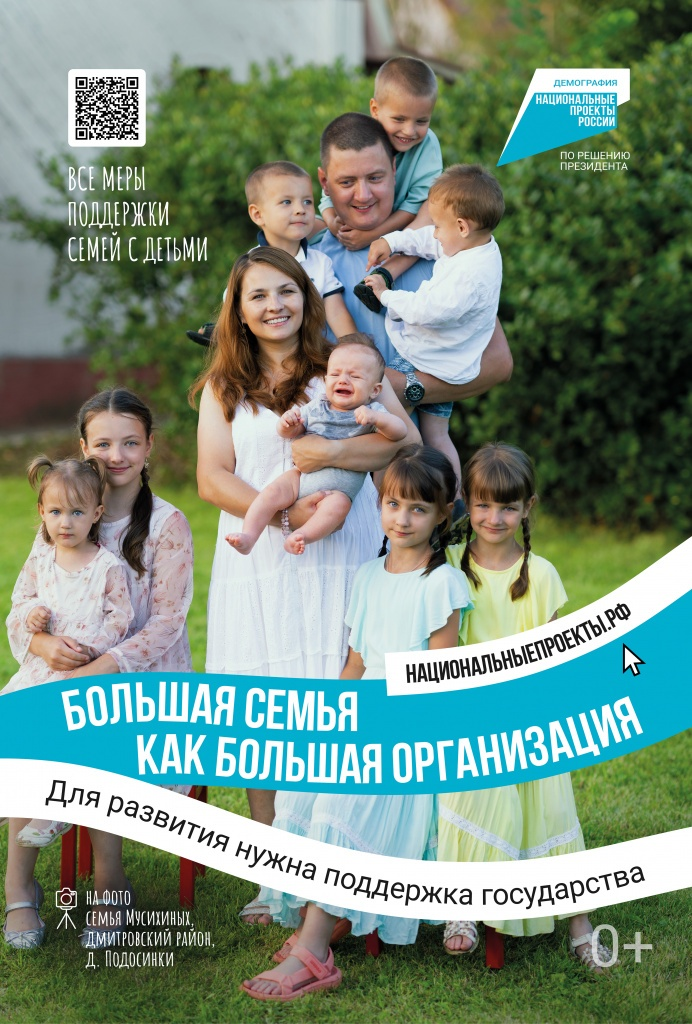 ВСЕ МЕРЫ
ПОДДЕРЖКИ
СЕМЕЙ С ДЕТЬМИ
ДЕМОГРАФИЯ
НАЦИОНАЛЬНЫЕ
ПРОЕКТЫ
РОССИИ
ПО РЕШЕНИЮ
ПРЕЗИДЕНТА
НАЦИОНАЛЬНЫЕПРОЕКТЫ.РФ
БОЛЬШАЯ СЕМЬЯ
КАК БОЛЬШАЯ ОРГАНИЗАЦИЯ
Для развития нужна поддержка государства
НА ФОТО
СЕМЬЯ МУСИХИНЫХ,
ДМИТРОВСКИЙ РАЙОН,
Д. ПОДОСИНКИ
0+